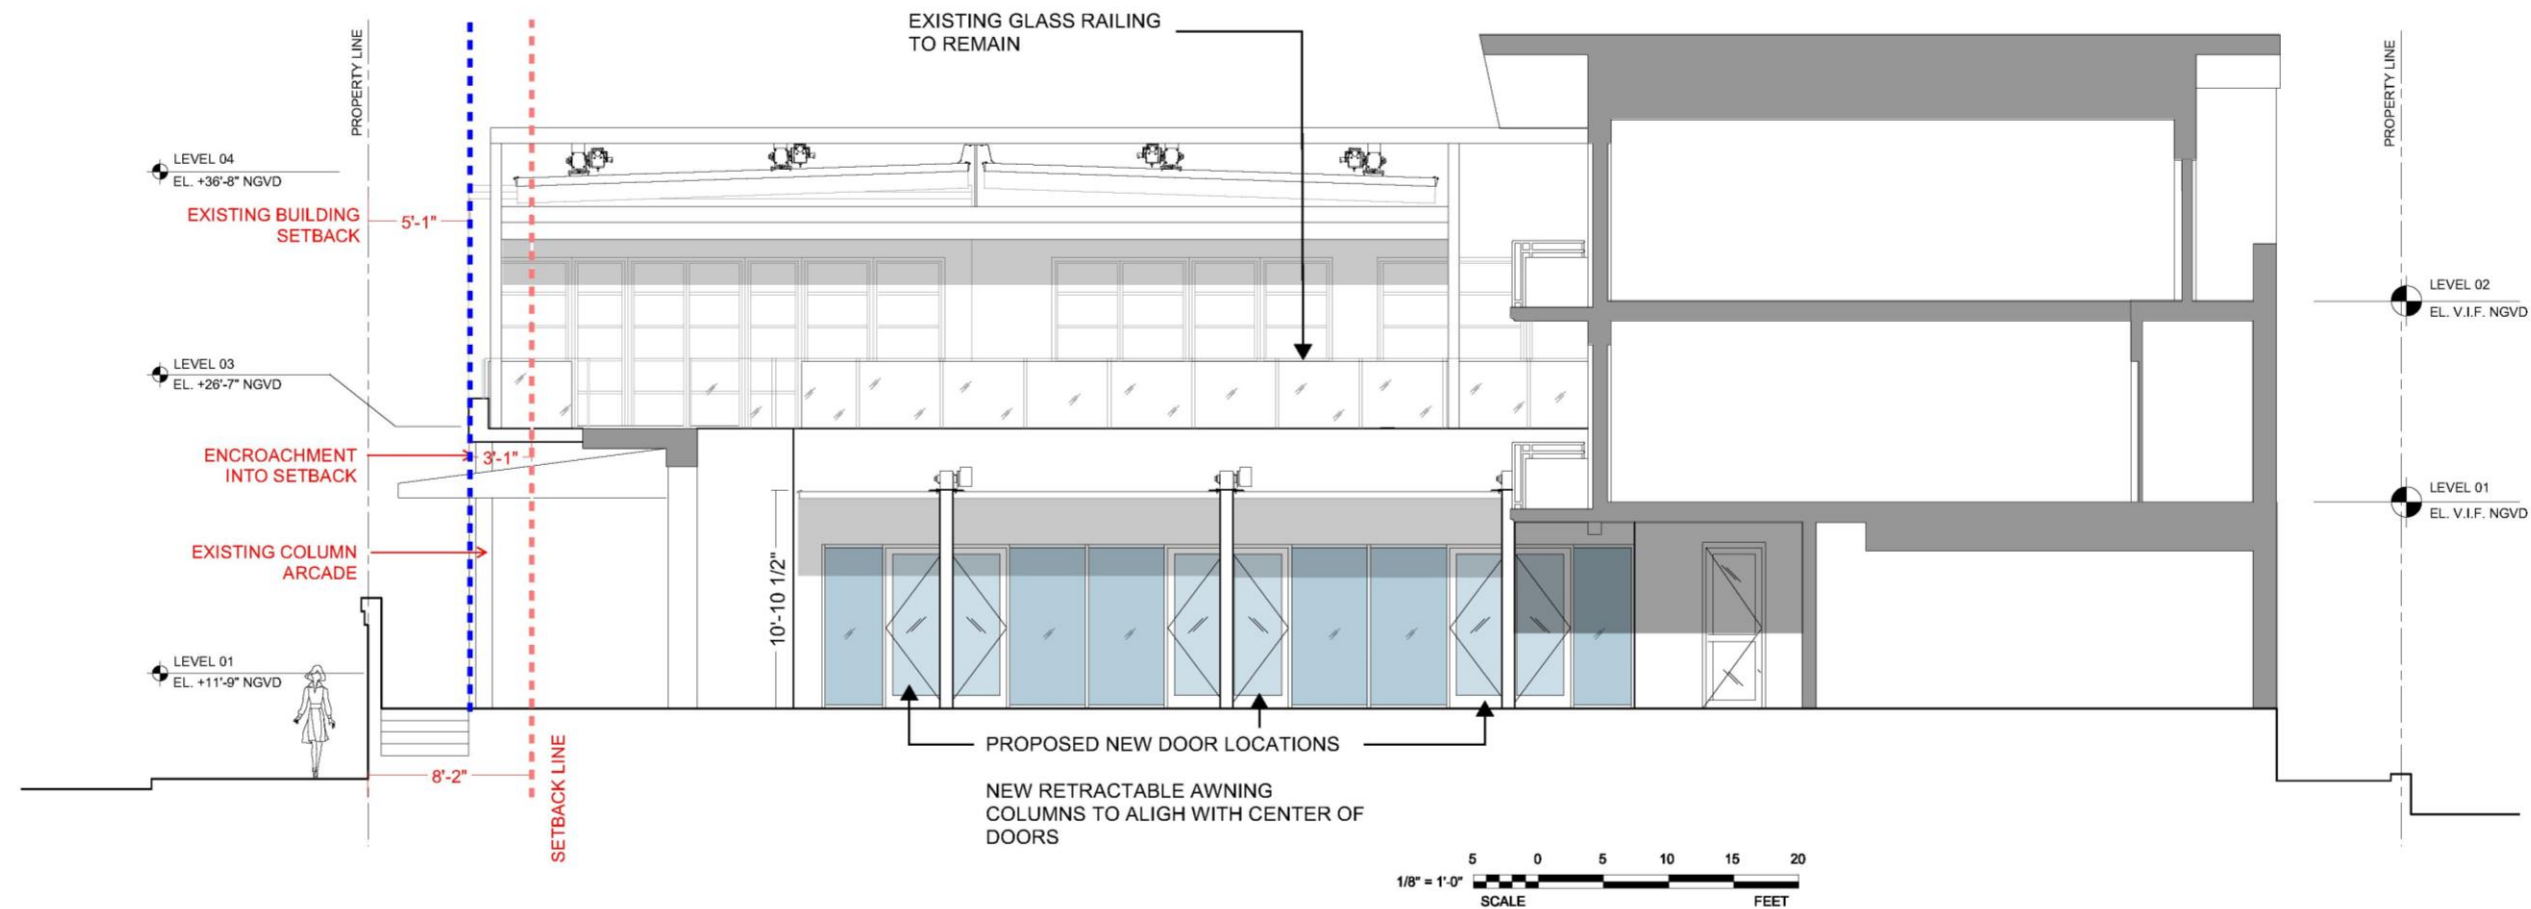 EXISTING GLASS RAILING
TO REMAIN
PROPERTY LINE
PROPERTY LINE
LEVEL 04
EL. +36'-8" NGVD
EXISTING BUILDING
SETBACK
5'-1"
LEVEL 02
EL. V.I.F. NGVD
LEVEL 03
EL. +26'-7" NGVD
ENCROACHMENT
INTO SETBACK
3'-1"
LEVEL 01
EL. V.I.F. NGVD
EXISTING COLUMN
ARCADE
10'-10 1/2"
LEVEL 01
EL. +11'-9" NGVD
8'-2"
SETBACK LINE
PROPOSED NEW DOOR LOCATIONS
NEW RETRACTABLE AWNING
COLUMNS TO ALIGH WITH CENTER OF
DOORS
5 0 5 10 15 20
1/8" = 1'-0"
SCALE FEET